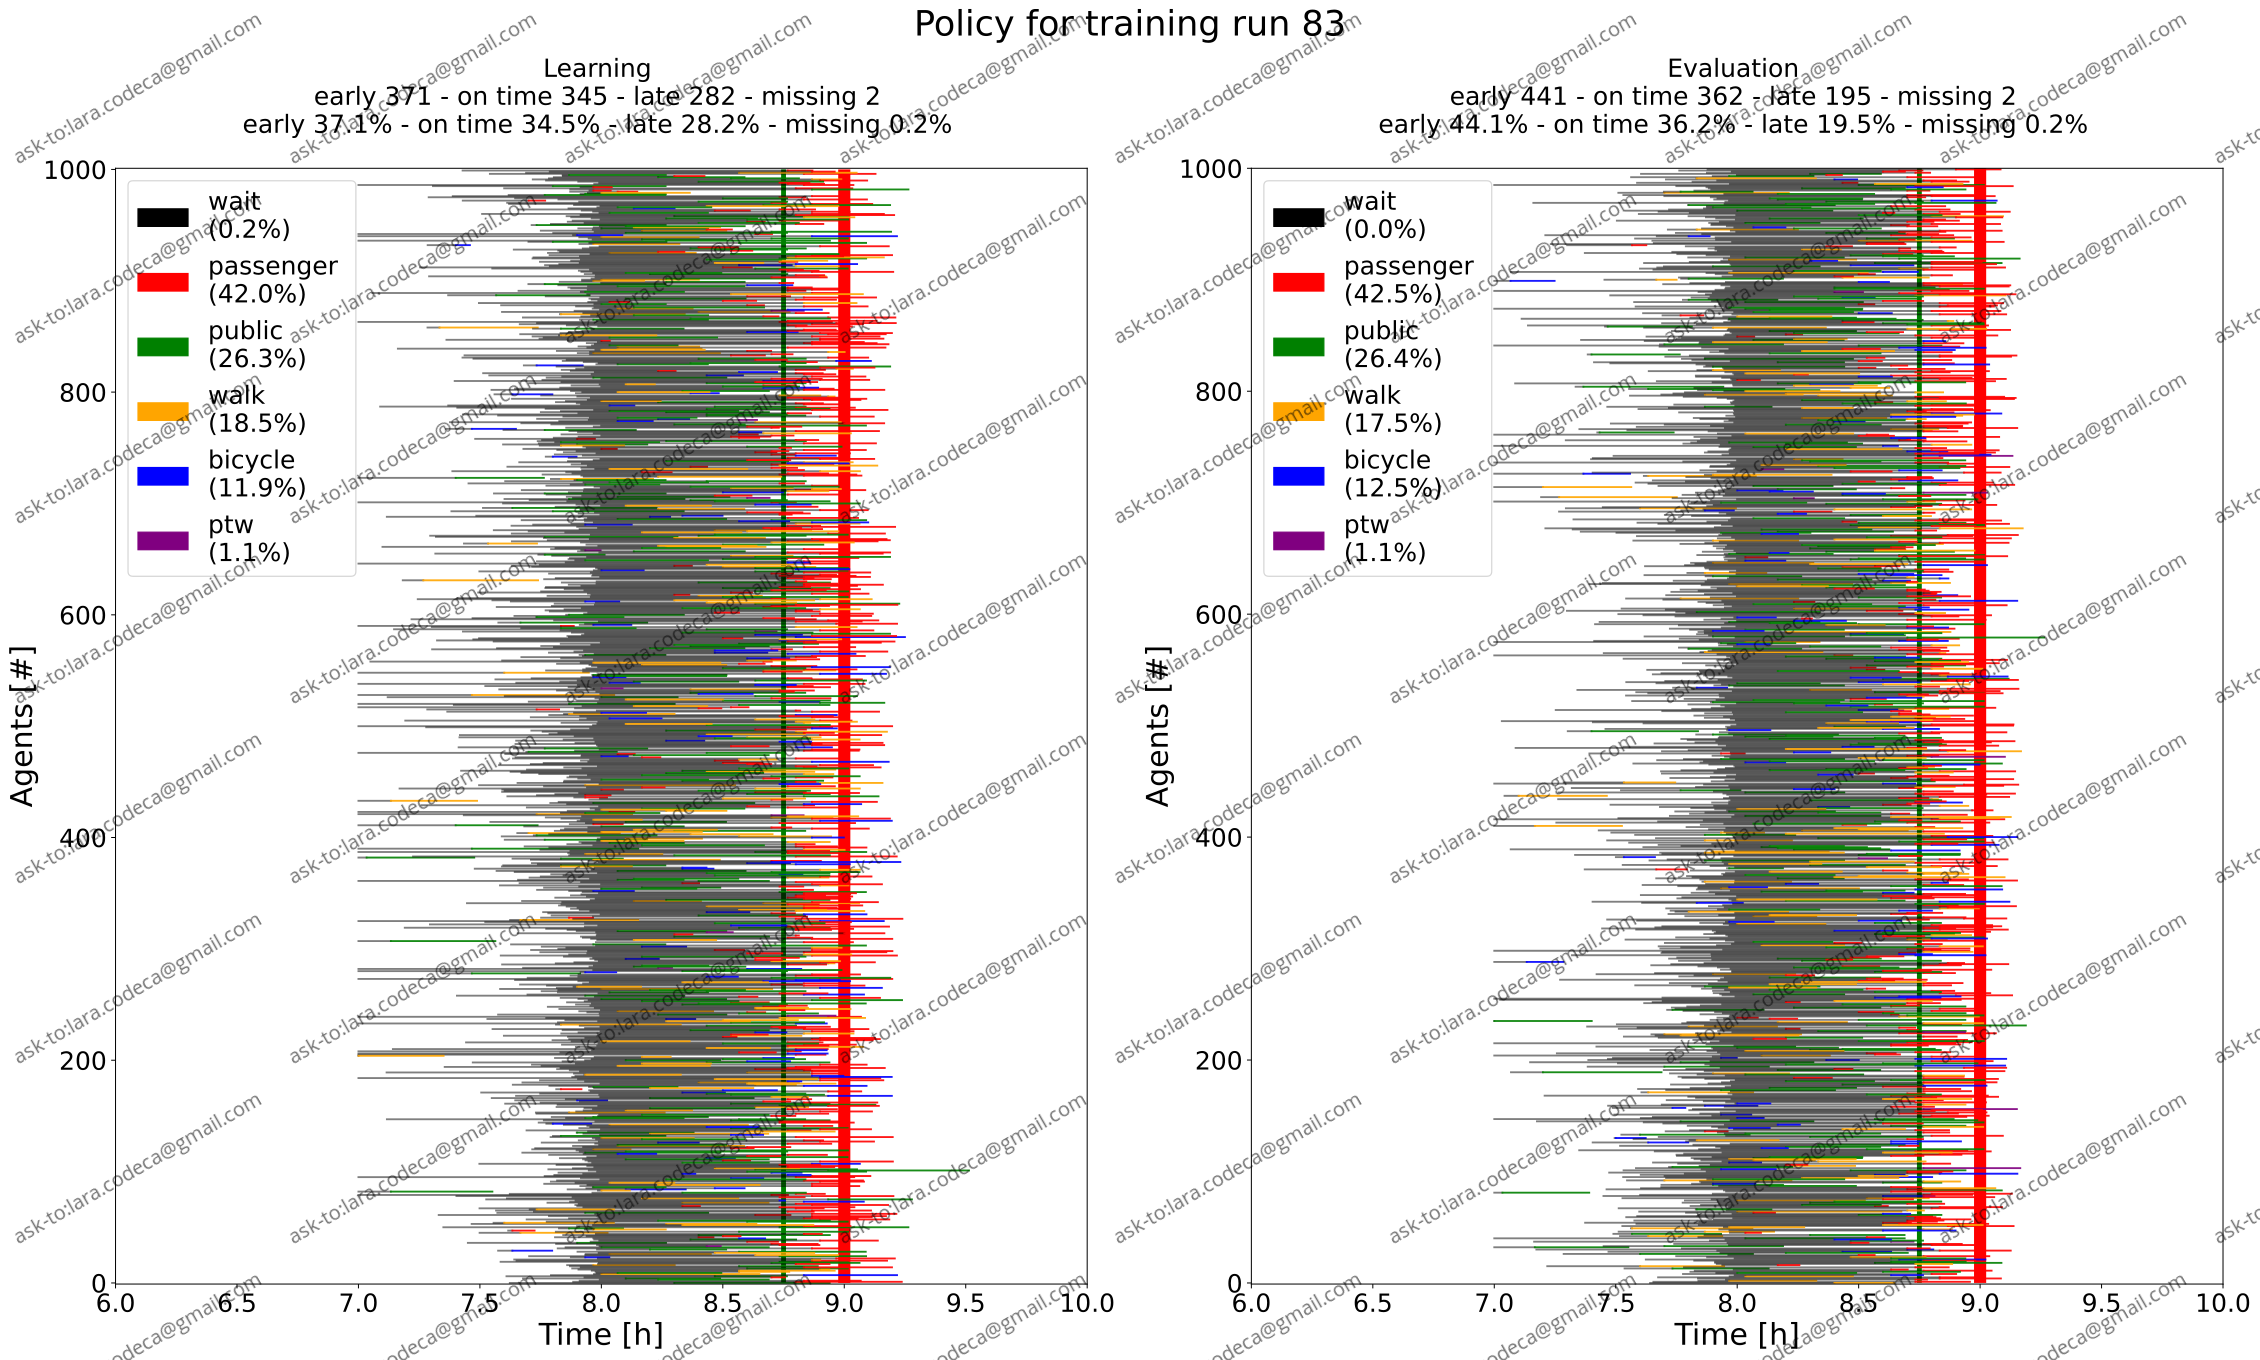 Policy for training run 83
Learning
early 371 - on time 345 - late 282 - missing 2
early 37.1% - on time 34.5% - late 28.2% - missing 0.2%
1000
800
600
400
200
0
Agents [#]
wait
(0.2%)
passenger
(42.0%)
public
(26.3%)
walk
(18.5%)
bicycle
(11.9%)
ptw
(1.1%)
6.0 6.5 7.0 7.5 8.0 8.5 9.0 9.5 10.0
Time [h]
Evaluation
early 441 - on time 362 - late 195 - missing 2
early 44.1% - on time 36.2% - late 19.5% - missing 0.2%
1000
800
600
400
200
0
Agents [#]
wait
(0.0%)
passenger
(42.5%)
public
(26.4%)
walk
(17.5%)
bicycle
(12.5%)
ptw
(1.1%)
6.0 6.5 7.0 7.5 8.0 8.5 9.0 9.5 10.0
Time [h]
ask-to:lara.codeca@gmail.com